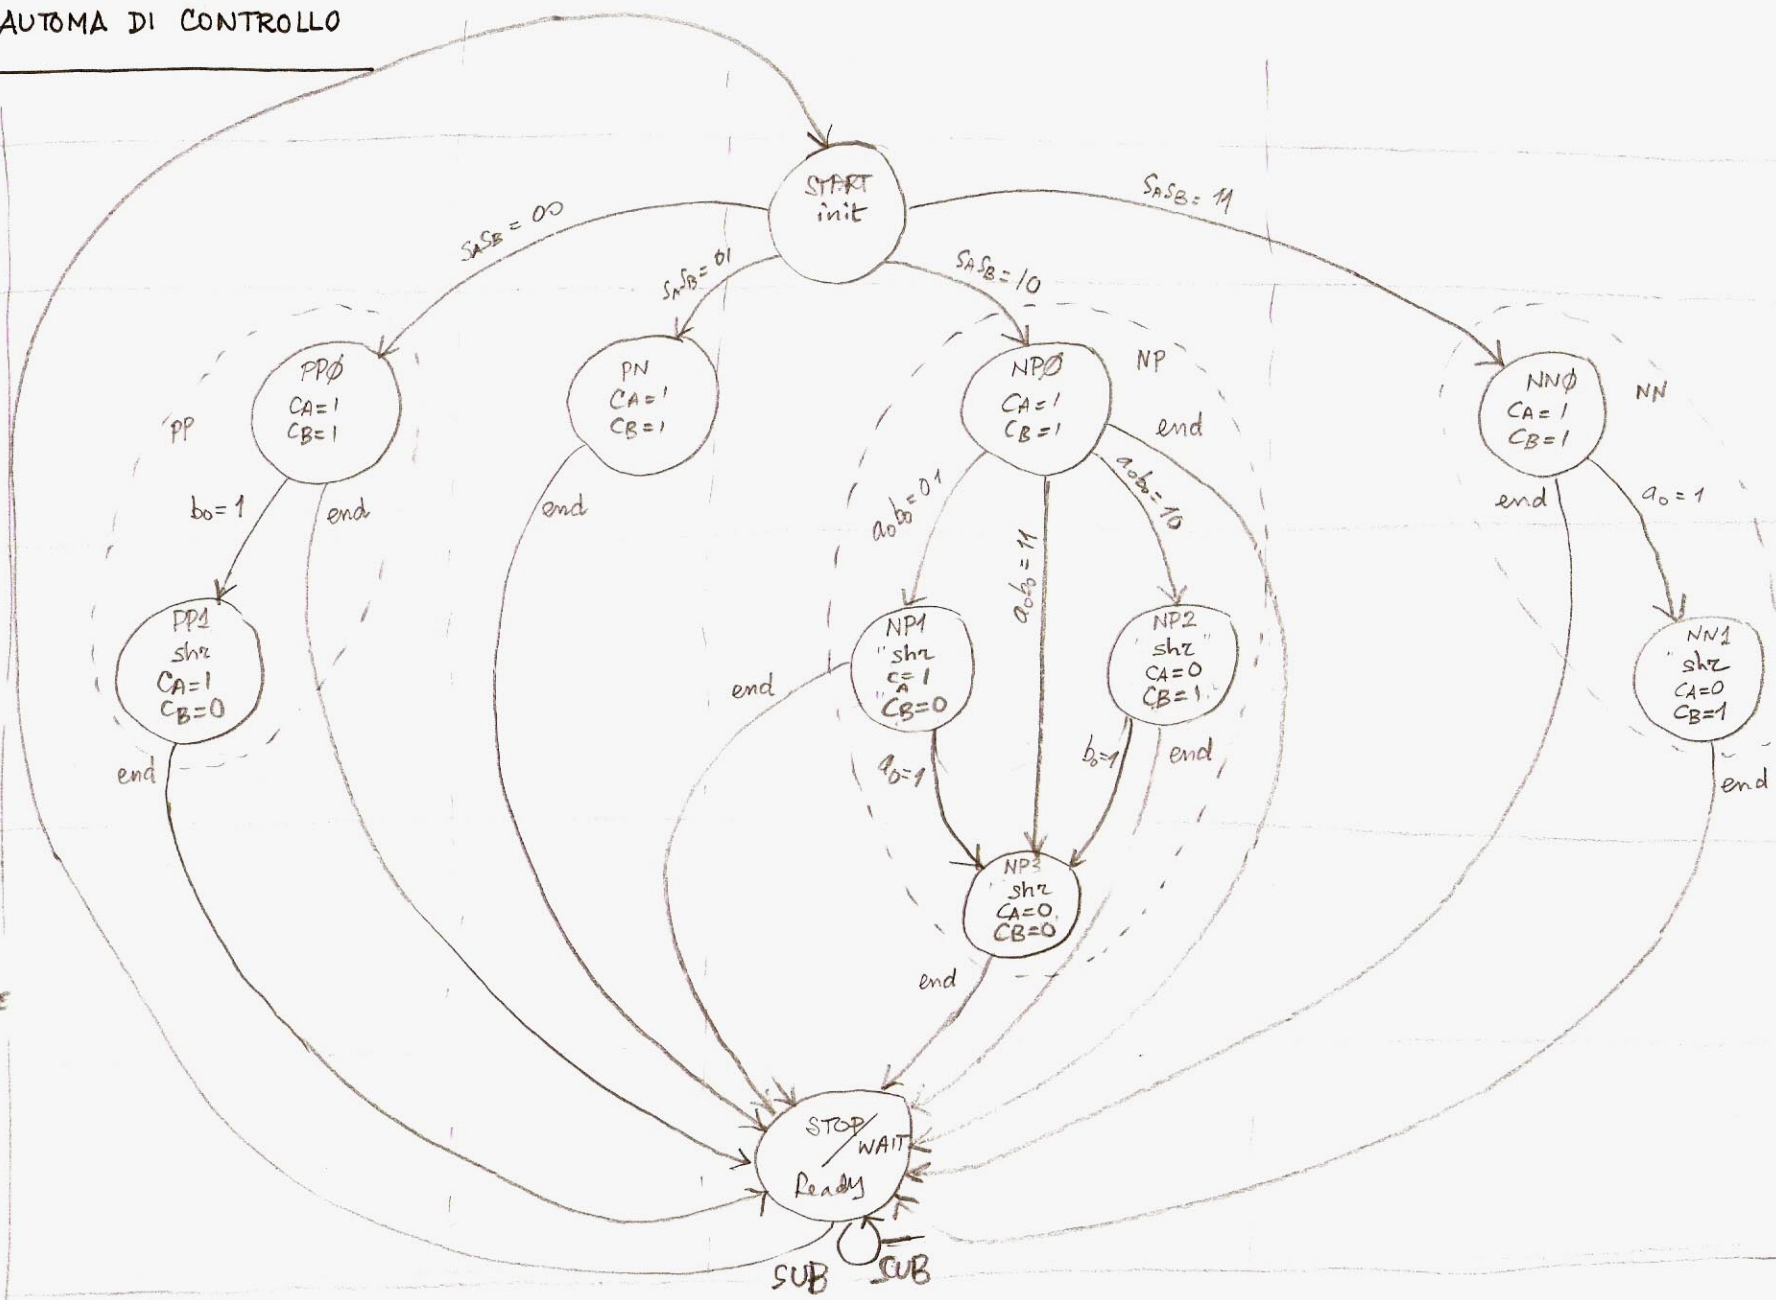 AUTOMA DI CONTROLLO
START
init
SASB = 00
SASB = 01
SASB = 10
SASB = 11
PP
PPØ
CA=1
CB=1
PN
CA=1
CB=1
NPØ
CA=1
CB=1
NP
NNØ
CA=1
CB=1
NN
b0=1
end
end
a0b0=01
a0b0=11
a0b0=10
end
end
a0=1
PP1
shr
CA=1
CB=0
NP1
"shr
CA=1
"CB=0
NP2
"shr"
CA=0
CB=1
NN1
"shr
CA=0
CB=1
end
end
a0=1
b0=1
end
end
NP3
shr
CA=0
CB=0
end
STOP/WAIT
Ready
SUB
SUB